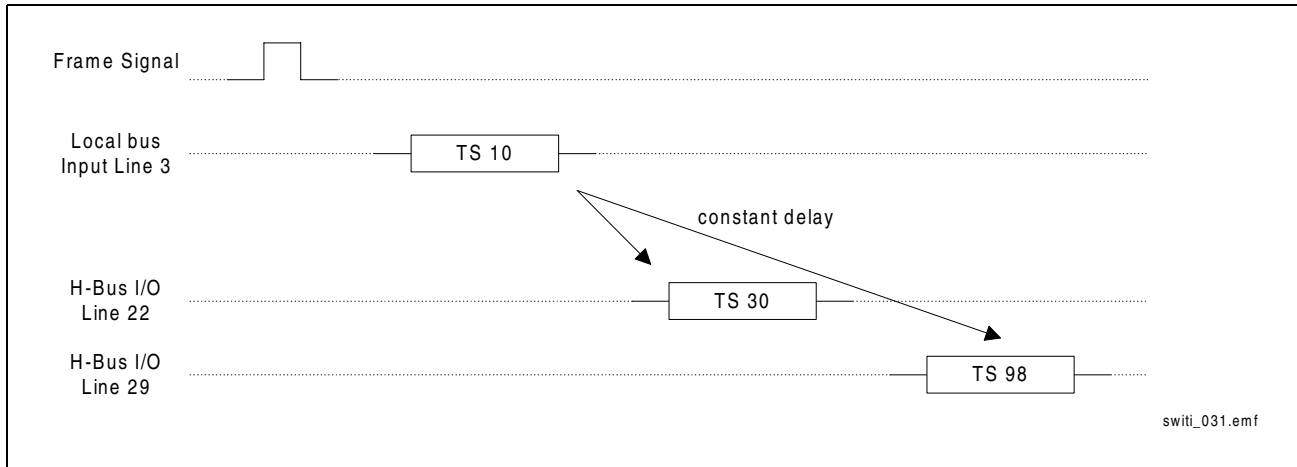 Frame Signal
Local bus
Input Line 3
TS 10
constant delay
H-Bus I/O
Line 22
TS 30
H-Bus I/O
Line 29
TS 98
switi_031.emf